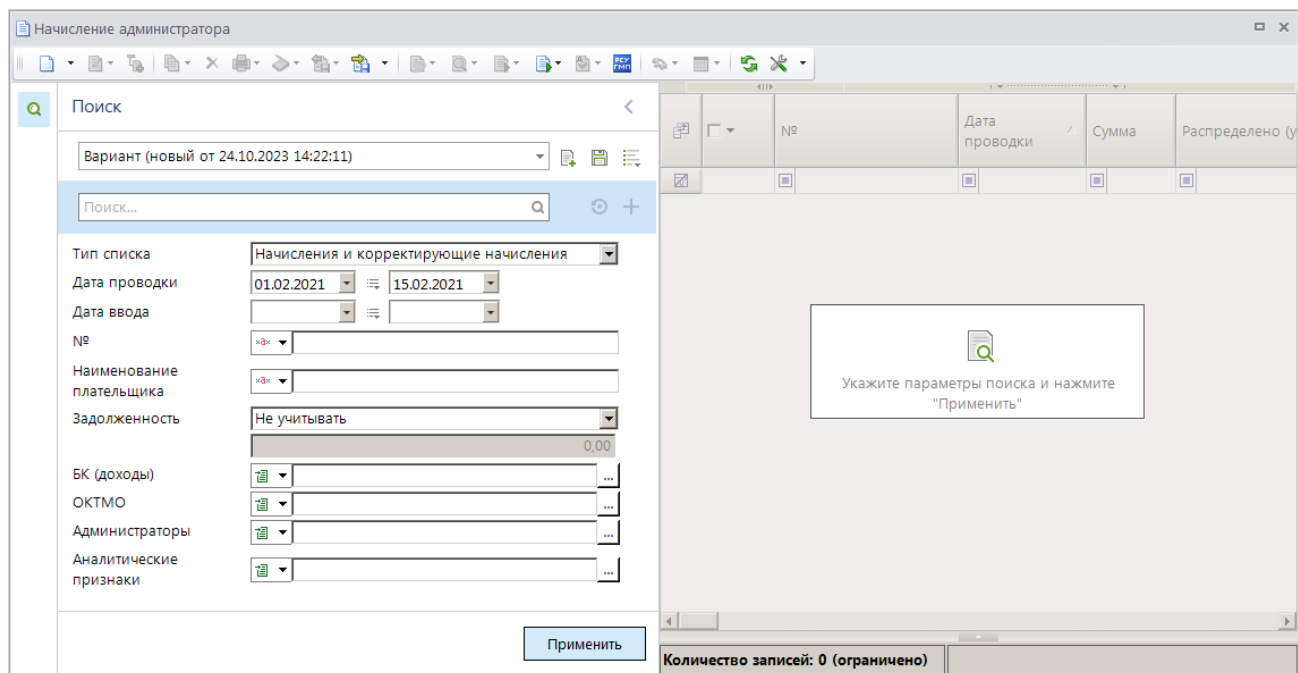 Начисление администратора
РСУ
ГМП
Поиск
Вариант (новый от 24.10.2023 14:22:11)
Поиск...
Тип списка
Начисления и корректирующие начисления
Дата проводки
01.02.2021
15.02.2021
Дата ввода
№
×а×
Наименование
плательщика
×а×
Задолженность
Не учитывать
0,00
БК (доходы)
...
ОКТМО
...
Администраторы
...
Аналитические
признаки
...
Применить
№
Дата
проводки
Сумма
Распределено (у
Укажите параметры поиска и нажмите
"Применить"
Количество записей: 0 (ограничено)